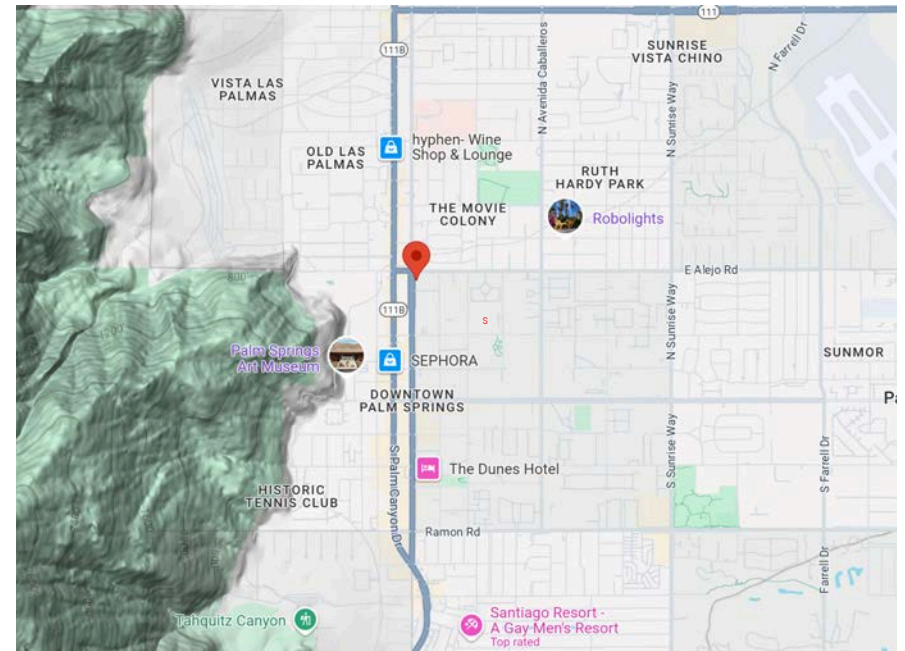 111
SUNRISE
VISTA CHINO
N Farrell Dr
111B
N Avenida Caballeros
VISTA LAS
PALMAS
N Sunrise Way
hyphen- Wine
Shop & Lounge
OLD LAS
PALMAS
RUTH
HARDY PARK
THE MOVIE
COLONY
Robolights
E Alejo Rd
800
111B
S
N Sunrise Way
1200
Palm Springs
Art Museum
SEPHORA
SUNMOR
DOWNTOWN
PALM SPRINGS
Pa
S Palm Canyon Dr
S Sunrise Way
S Farrell Dr
The Dunes Hotel
HISTORIC
TENNIS CLUB
Ramon Rd
Farrell Dr
Tahquitz Canyon
Santiago Resort -
A Gay Men's Resort
Top rated